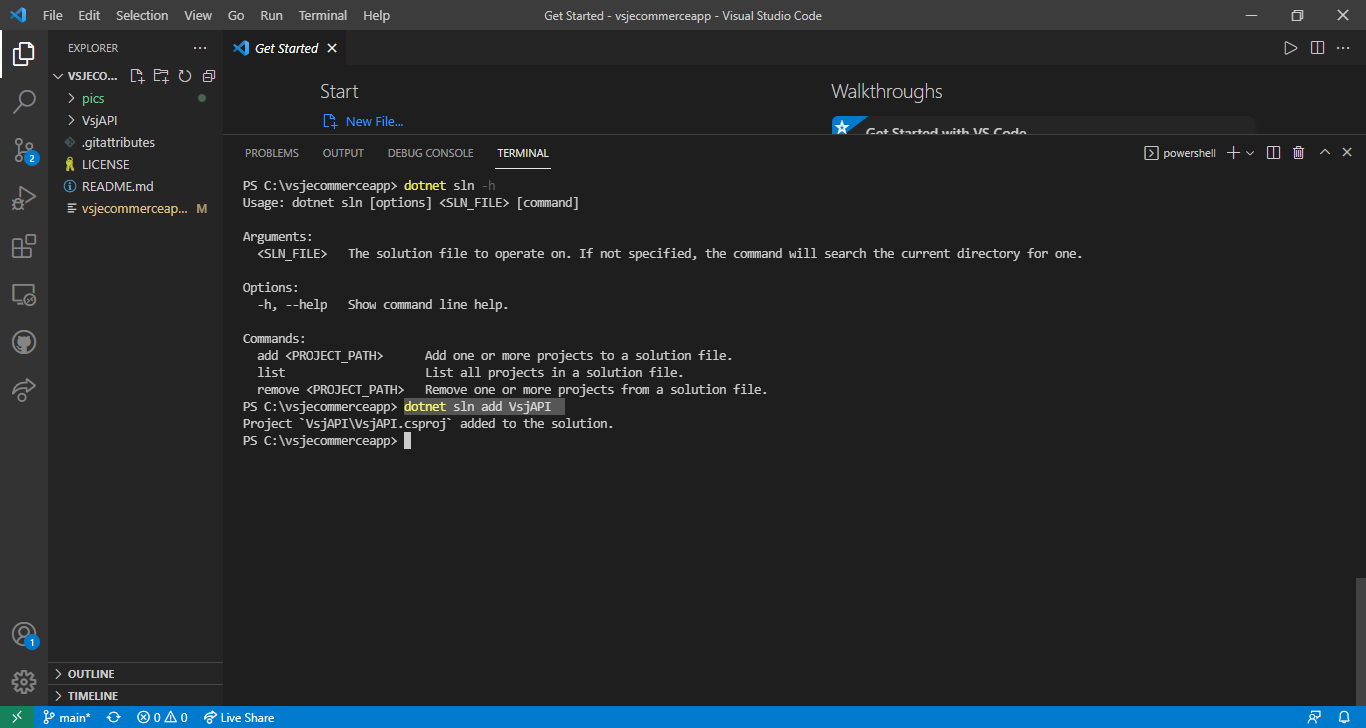 File Edit Selection View Go Run Terminal Help
Get Started - vsjecommerceapp - Visual Studio Code
EXPLORER
VSJECO...
pics
VsjAPI
.gitattributes
LICENSE
README.md
vsjecommerceap... M
2
1
OUTLINE
TIMELINE
Get Started
Start
New File...
Walkthroughs
Get Started with VS Code
PROBLEMS OUTPUT DEBUG CONSOLE TERMINAL
powershell
PS C:\vsjecommerceapp> dotnet sln -h
Usage: dotnet sln [options] <SLN_FILE> [command]
Arguments:
<SLN_FILE> The solution file to operate on. If not specified, the command will search the current directory for one.
Options:
-h, --help Show command line help.
Commands:
add <PROJECT_PATH> Add one or more projects to a solution file.
list List all projects in a solution file.
remove <PROJECT_PATH> Remove one or more projects from a solution file.
PS C:\vsjecommerceapp> dotnet sln add VsjAPI
Project `VsjAPI\VsjAPI.csproj` added to the solution.
PS C:\vsjecommerceapp>
main* 0 0 Live Share